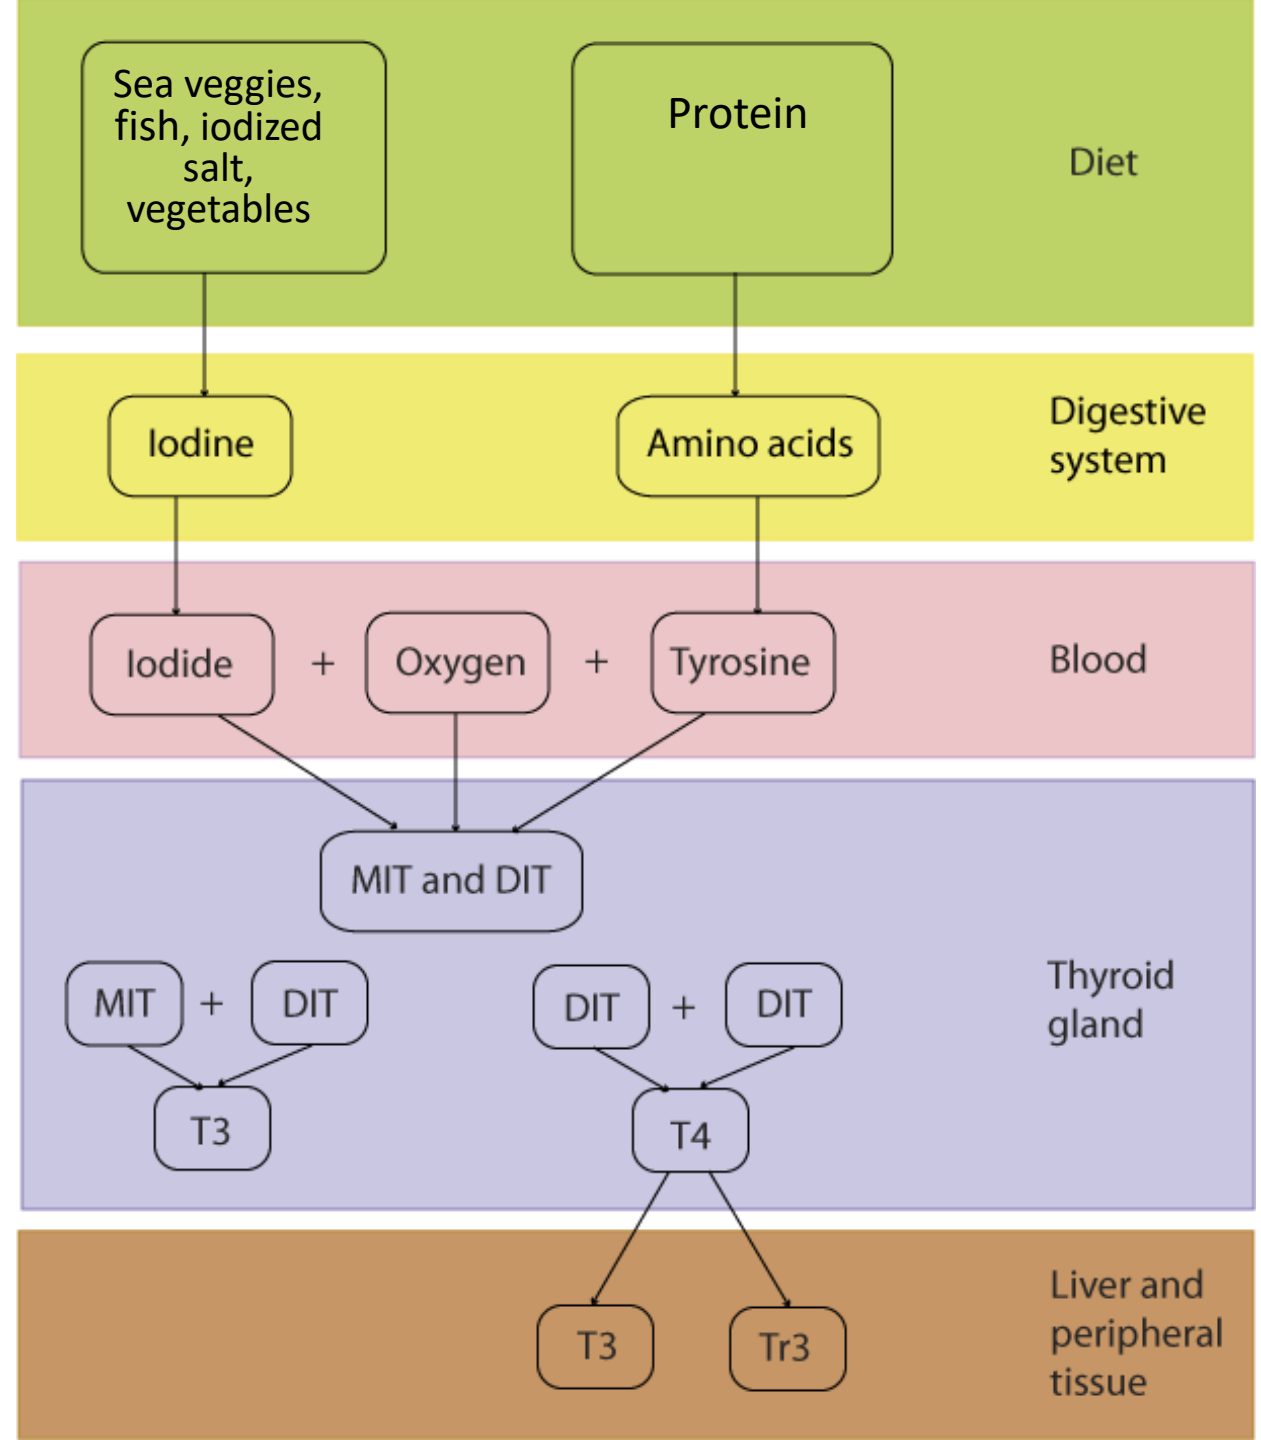 Sea veggies,
fish, iodized
salt,
vegetables
Protein
Diet
Iodine
Amino acids
Digestive
system
Iodide + Oxygen + Tyrosine
Blood
MIT and DIT
MIT + DIT
DIT + DIT
Thyroid
gland
T3
T4
T3
Tr3
Liver and
peripheral
tissue